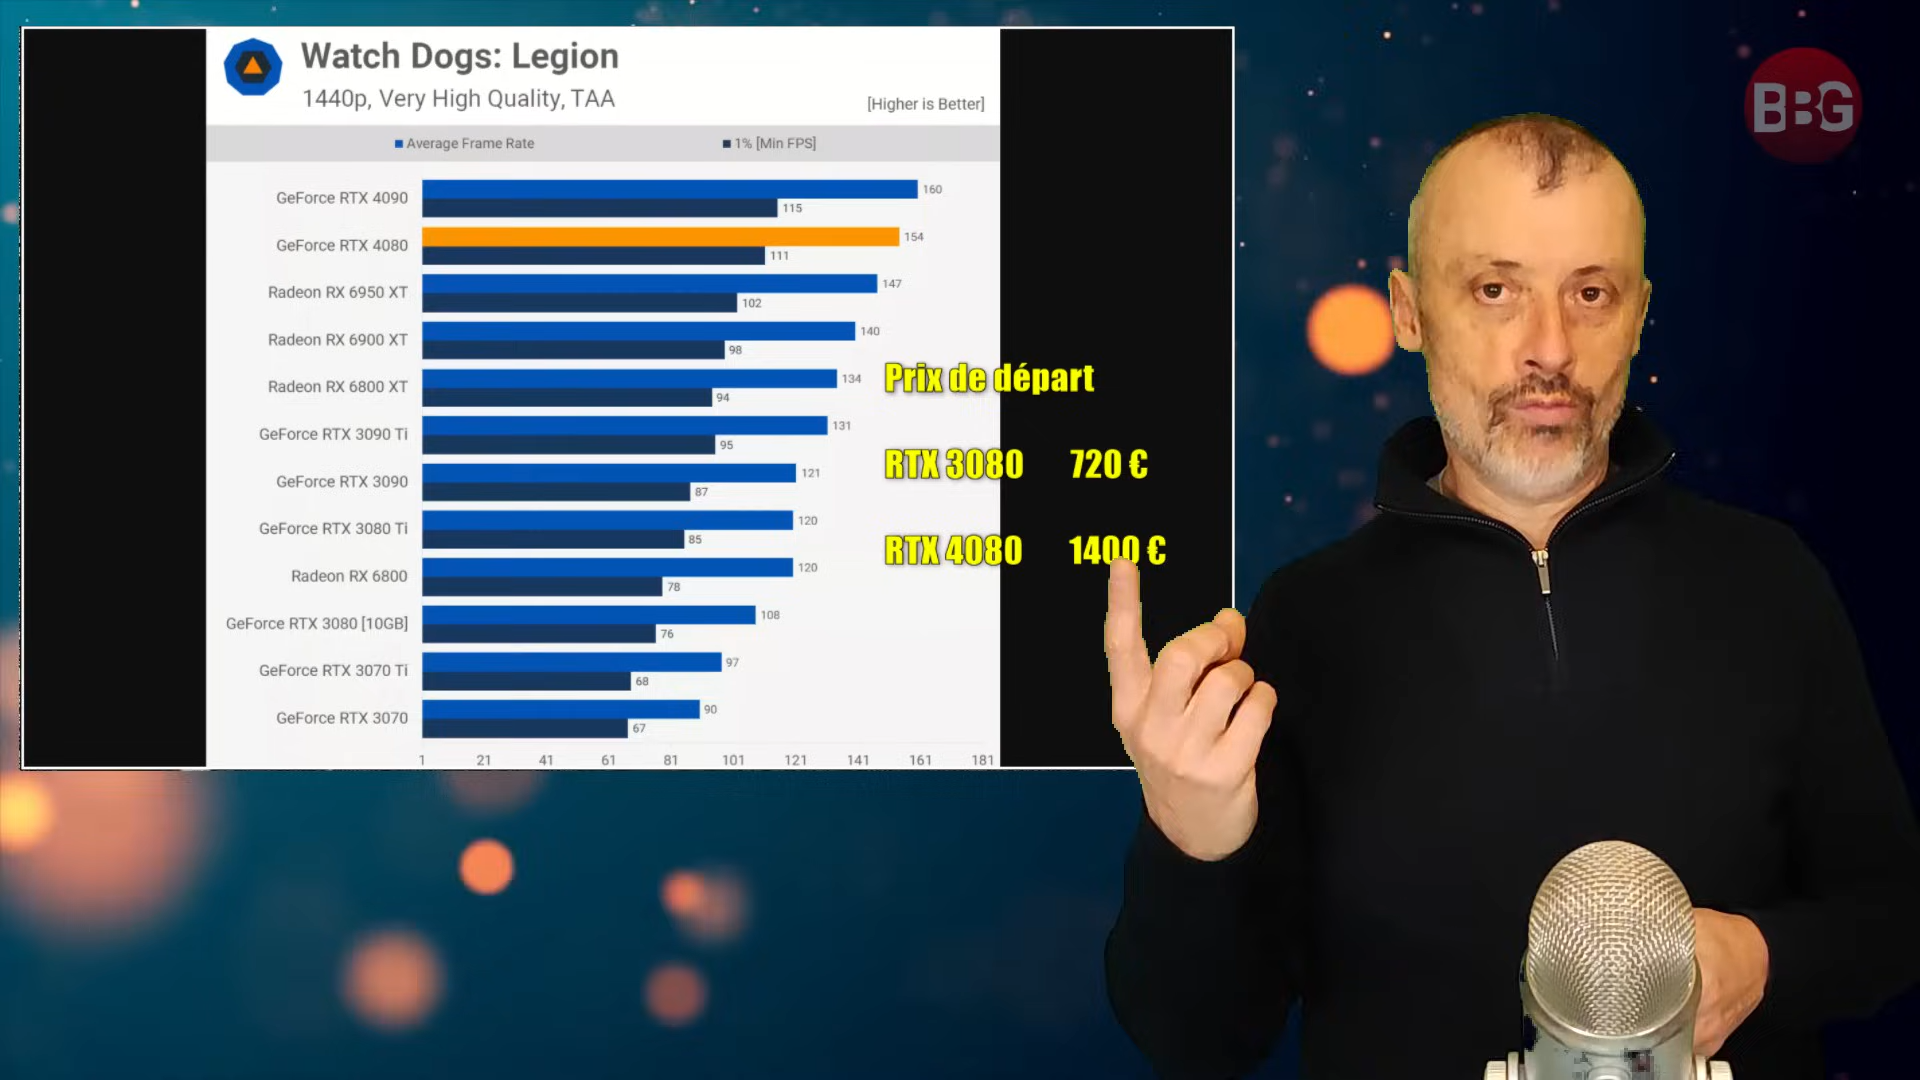 Watch Dogs: Legion
1440p, Very High Quality, TAA
[Higher is Better]
Average Frame Rate 1% [Min FPS]
GeForce RTX 4090 160
115
GeForce RTX 4080 154
111
Radeon RX 6950 XT 147
102
Radeon RX 6900 XT 140
98
Radeon RX 6800 XT 134
94
GeForce RTX 3090 Ti 131
95
GeForce RTX 3090 121
87
GeForce RTX 3080 Ti 120
85
Radeon RX 6800 120
78
GeForce RTX 3080 [10GB] 108
76
GeForce RTX 3070 Ti 97
68
GeForce RTX 3070 90
67
1 21 41 61 81 101 121 141 161 181
Prix de départ
RTX 3080 720 €
RTX 4080 1400 €
BBG